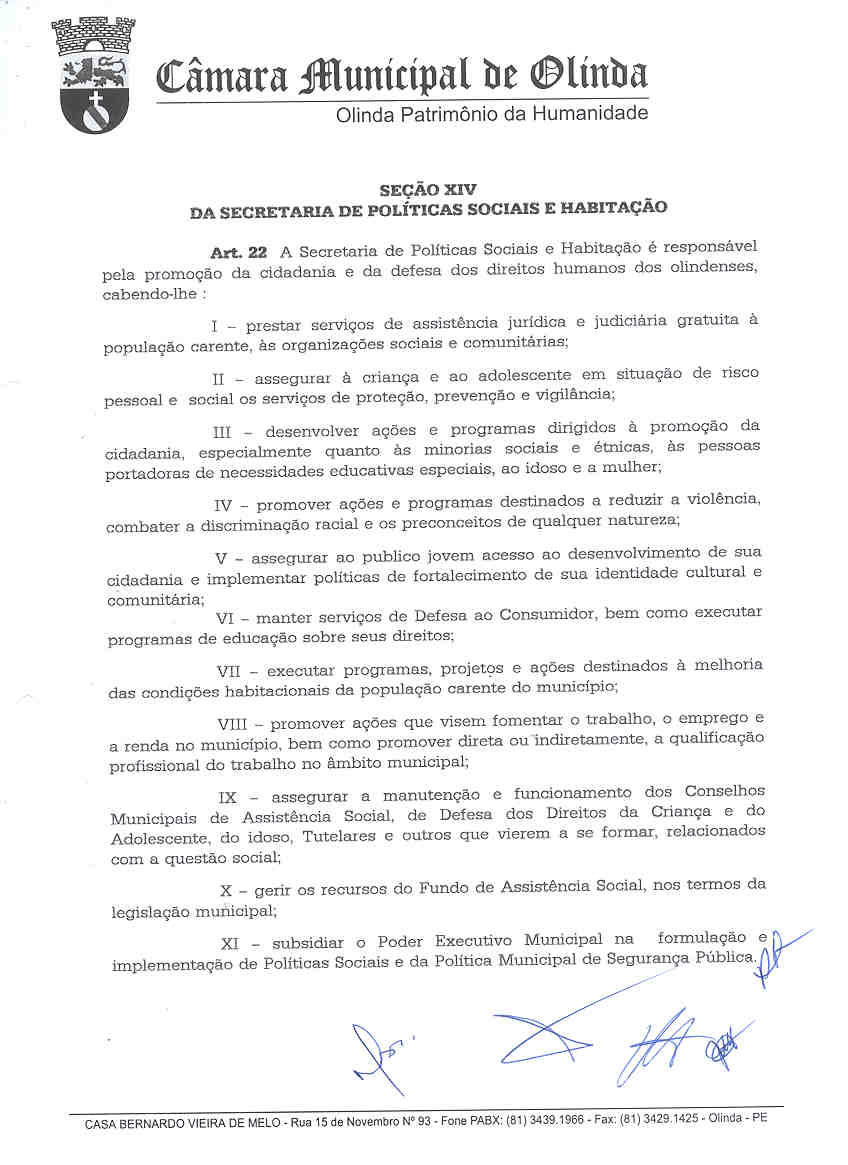 Câmara Municipal de Olinda
Olinda Patrimônio da Humanidade
SEÇÃO XIV
DA SECRETARIA DE POLÍTICAS SOCIAIS E HABITAÇÃO
Art. 22 A Secretaria de Políticas Sociais e Habitação é responsável
pela promoção da cidadania e da defesa dos direitos humanos dos olindenses,
cabendo-lhe :
I – prestar serviços de assistência jurídica e judiciária gratuita à
população carente, às organizações sociais e comunitárias;
II – assegurar à criança e ao adolescente em situação de risco
pessoal e social os serviços de proteção, prevenção e vigilância;
III – desenvolver ações e programas dirigidos à promoção da
cidadania, especialmente quanto às minorias sociais e étnicas, às pessoas
portadoras de necessidades educativas especiais, ao idoso e a mulher;
IV – promover ações e programas destinados a reduzir a violência,
combater a discriminação racial e os preconceitos de qualquer natureza;
V – assegurar ao publico jovem acesso ao desenvolvimento de sua
cidadania e implementar políticas de fortalecimento de sua identidade cultural e
comunitária;
VI – manter serviços de Defesa ao Consumidor, bem como executar
programas de educação sobre seus direitos;
VII – executar programas, projetos e ações destinados à melhoria
das condições habitacionais da população carente do município;
VIII – promover ações que visem fomentar o trabalho, o emprego e
a renda no município, bem como promover direta ou indiretamente, a qualificação
profissional do trabalho no âmbito municipal;
IX – assegurar a manutenção e funcionamento dos Conselhos
Municipais de Assistência Social, de Defesa dos Direitos da Criança e do
Adolescente, do idoso, Tutelares e outros que vierem a se formar, relacionados
com a questão social;
X – gerir os recursos do Fundo de Assistência Social, nos termos da
legislação municipal;
XI – subsidiar o Poder Executivo Municipal na formulação e
implementação de Políticas Sociais e da Política Municipal de Segurança Pública.
CASA BERNARDO VIEIRA DE MELO - Rua 15 de Novembro Nº 93 - Fone PABX: (81) 3439.1966 - Fax: (81) 3429.1425 - Olinda - PE